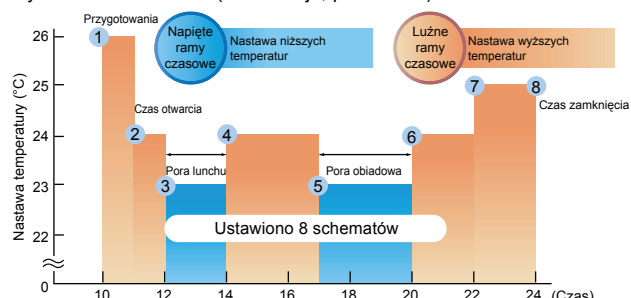 Przygotowania
Napięte
ramy
czasowe
Nastawa niższych
temperatur
Luźne
ramy
czasowe
Nastawa wyższych
temperatur
Nastawa temperatury (°C)
26
25
24
23
22
0
1
2
3
4
5
6
7
8
Czas otwarcia
Czas zamknięcia
Pora lunchu
Pora obiadowa
Ustawiono 8 schematów
10 12 14 16 18 20 22 24 (Czas)